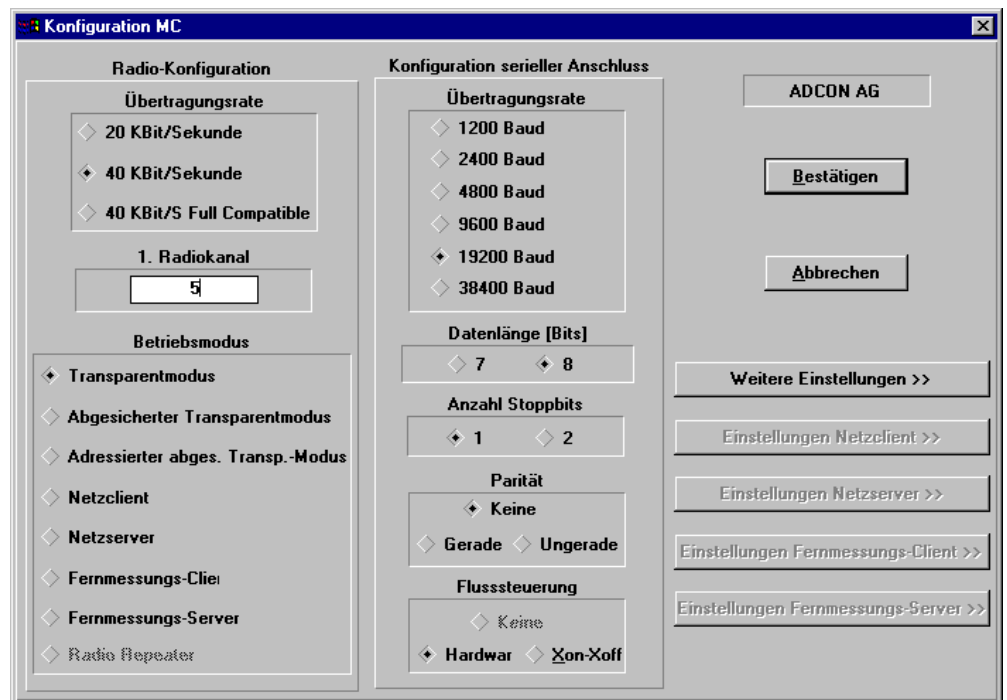 Konfiguration MC
Radio-Konfiguration
Übertragungsrate
20 KBit/Sekunde
40 KBit/Sekunde
40 KBit/S Full Compatible
1. Radiokanal
5
Betriebsmodus
Transparentmodus
Abgesicherter Transparentmodus
Adressierter abges. Transp.-Modus
Netzclient
Netzserver
Fernmessungs-Clie
Fernmessungs-Server
Radio Repeater
Konfiguration serieller Anschluss
Übertragungsrate
1200 Baud
2400 Baud
4800 Baud
9600 Baud
19200 Baud
38400 Baud
Datenlänge [Bits]
7 8
Anzahl Stoppbits
1 2
Parität
Keine
Gerade Ungerade
Flusssteuerung
Keine
Hardwar Xon-Xoff
ADCON AG
Bestätigen
Abbrechen
Weitere Einstellungen >>
Einstellungen Netzclient >>
Einstellungen Netzserver >>
Einstellungen Fernmessungs-Client >>
Einstellungen Fernmessungs-Server >>